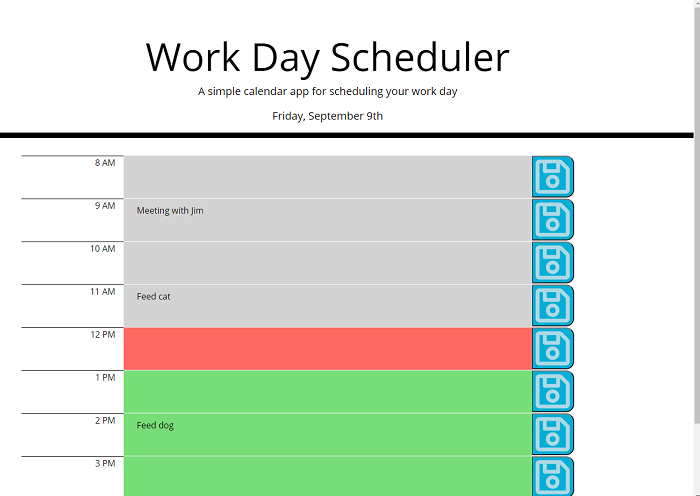 Work Day Scheduler
A simple calendar app for scheduling your work day
Friday, September 9th
8 AM
9 AM Meeting with Jim
10 AM
11 AM Feed cat
12 PM
1 PM
2 PM Feed dog
3 PM